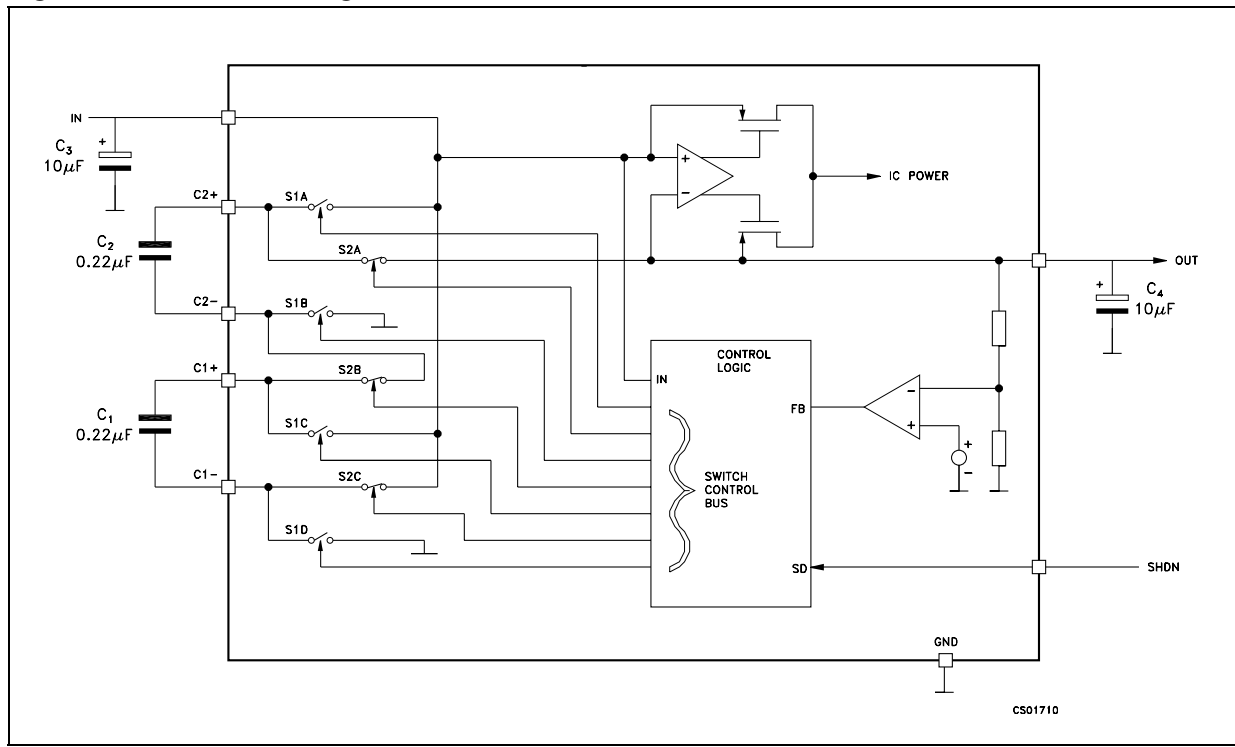 IN
+
C3
10µF
C2+
C2
0.22µF
C2-
C1+
C1
0.22µF
C1-
S1A
S2A
S1B
S2B
S1C
S2C
S1D
+
-
IC POWER
OUT
+
C4
10µF
CONTROL
LOGIC
IN
FB
SWITCH
CONTROL
BUS
SD
-
+
+
-
SHDN
GND
CS01710